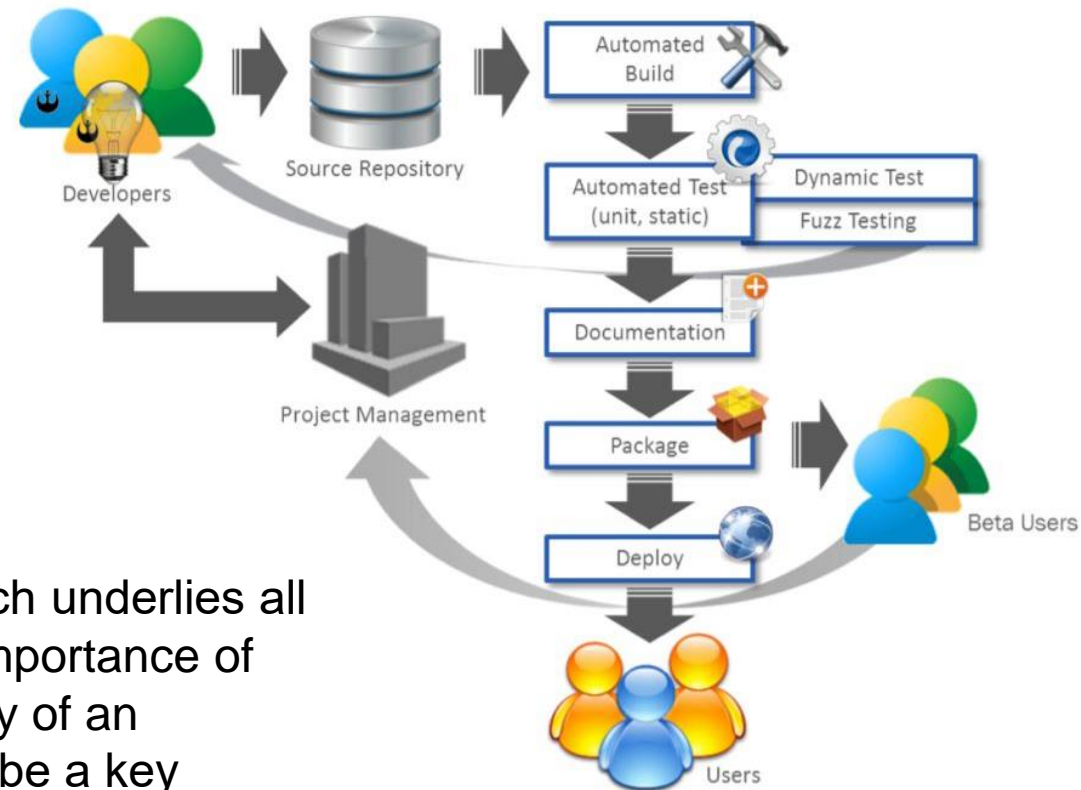 Automated
Build
Source Repository
Developers
Automated Test
(unit, static)
Dynamic Test
Fuzz Testing
Documentation
Project Management
Package
Beta Users
Deploy
ch underlies all
mportance of
y of an
be a key
Users